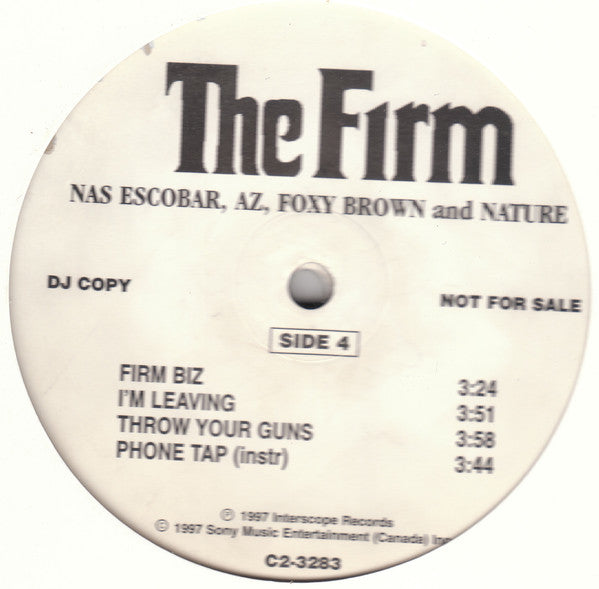 The Firm
NAS ESCOBAR, AZ, FOXY BROWN and NATURE
DJ COPY
NOT FOR SALE
SIDE 4
FIRM BIZ 3:24
I'M LEAVING 3:51
THROW YOUR GUNS 3:58
PHONE TAP (instr) 3:44
℗ 1997 Interscope Records
© 1997 Sony Music Entertainment (Canada)
C2-3283